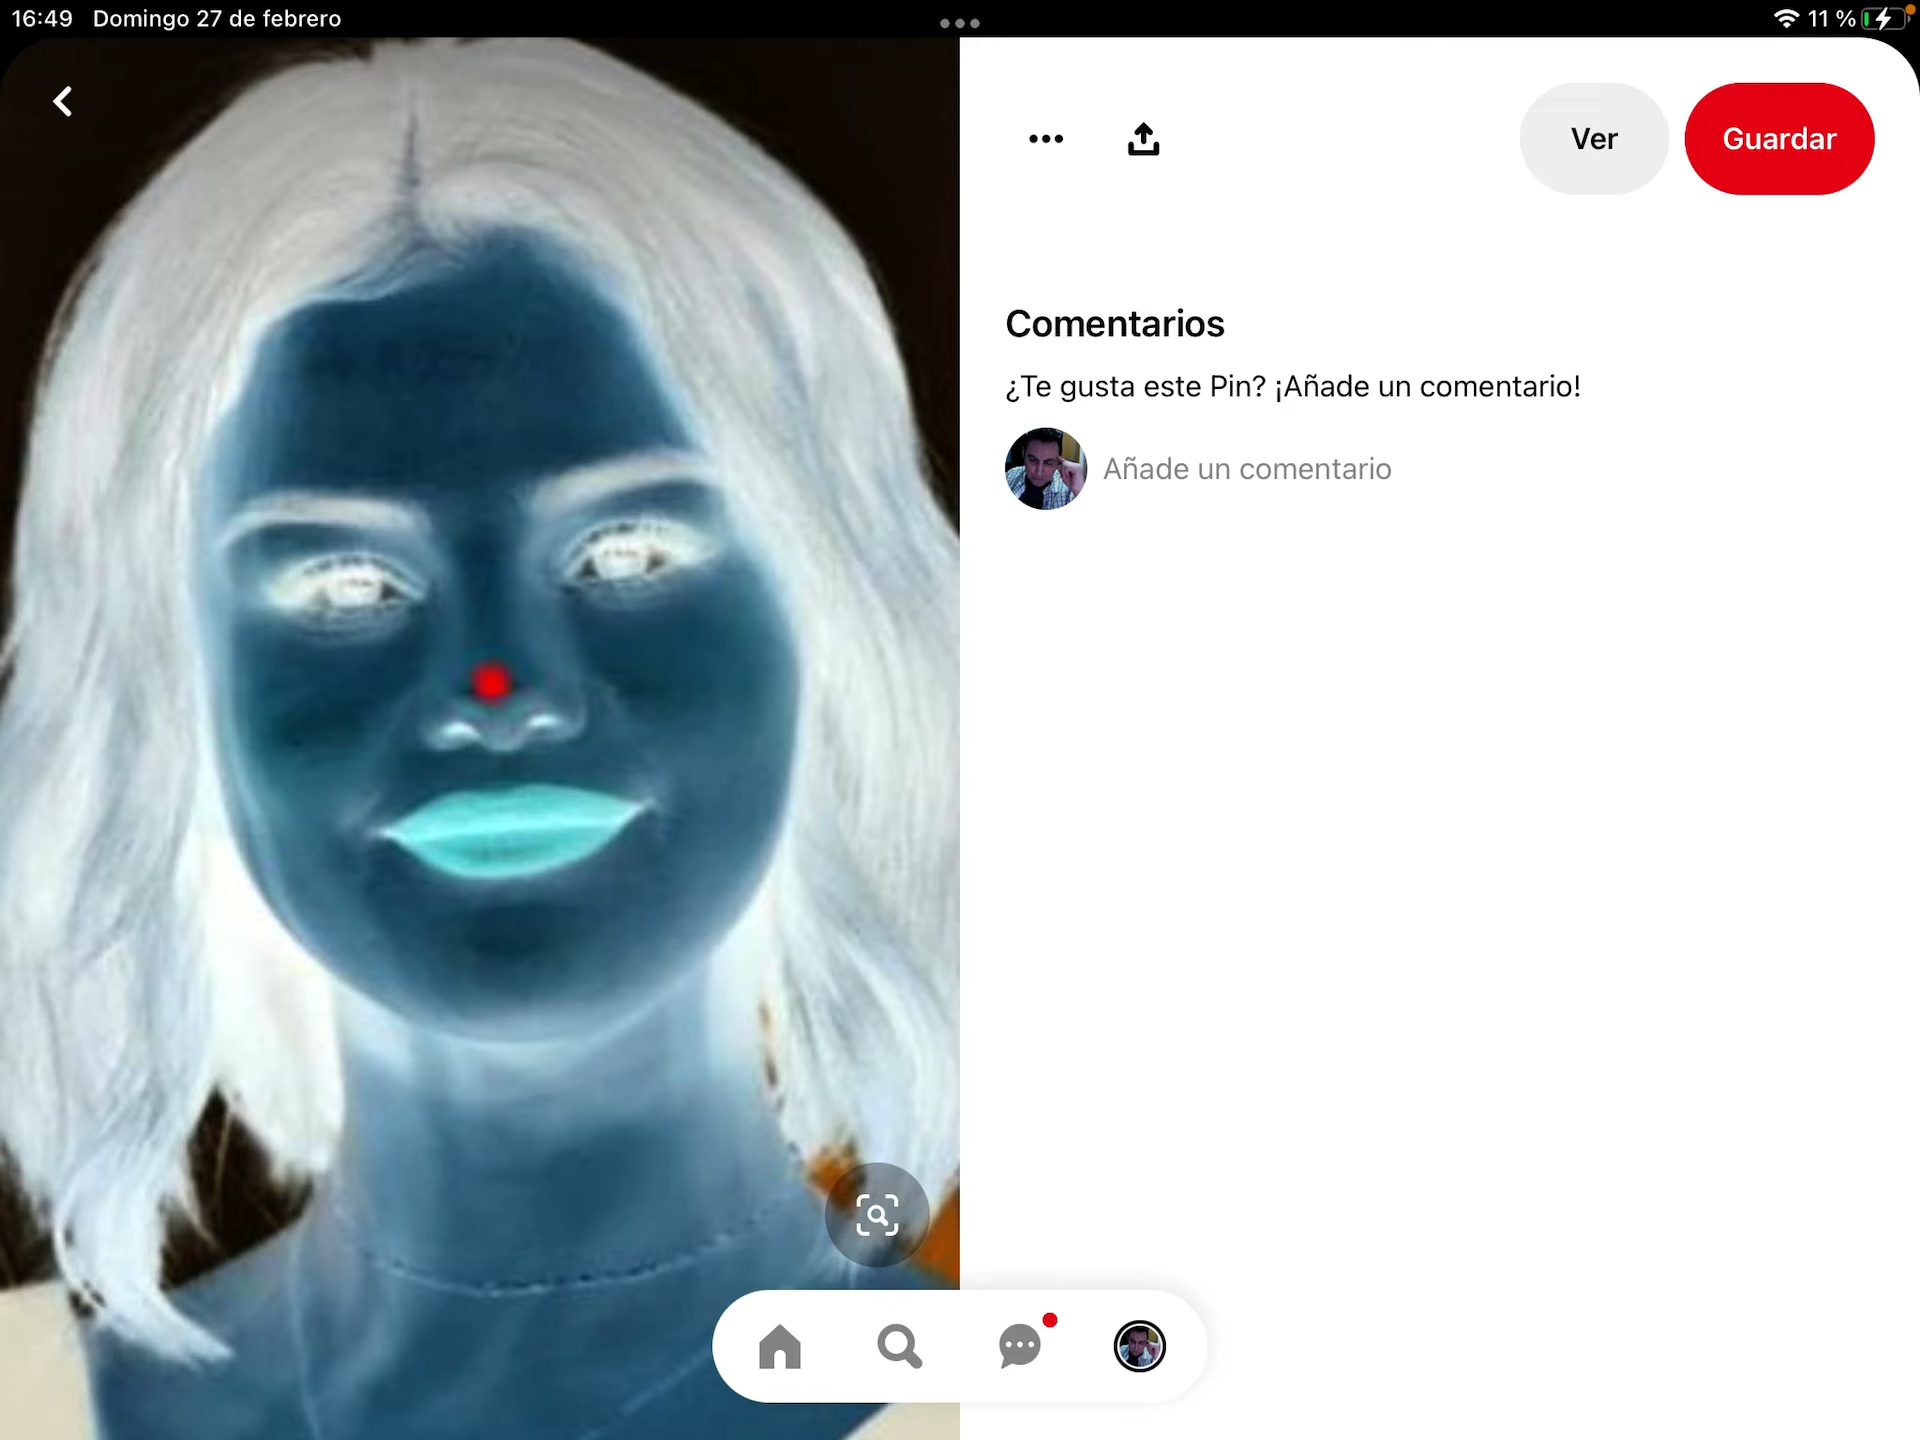 16:49 Domingo 27 de febrero
11 %
Ver
Guardar
Comentarios
¿Te gusta este Pin? ¡Añade un comentario!
Añade un comentario